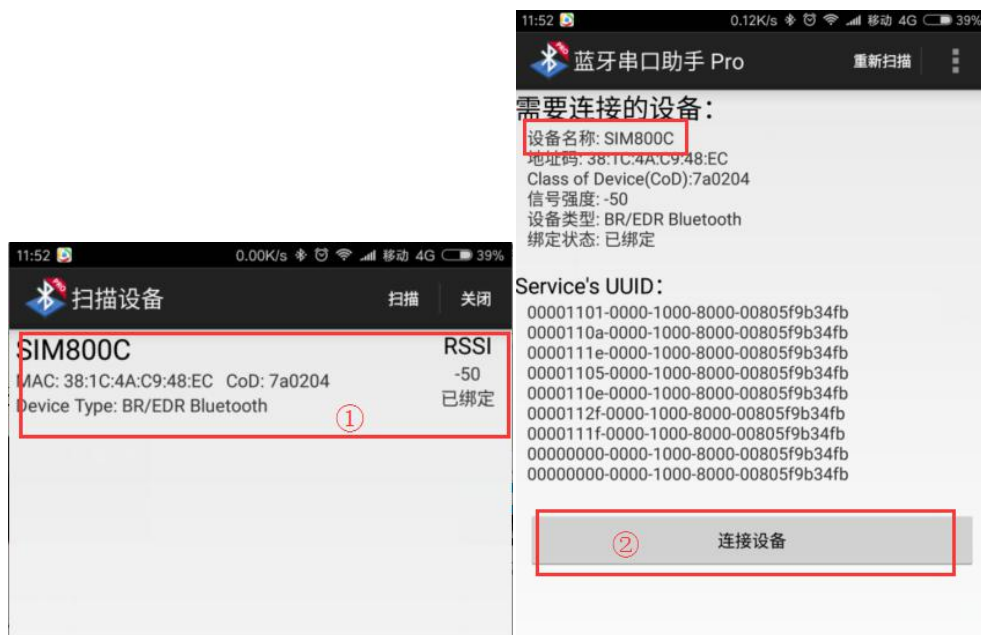 11:52 0.00K/s 移动 4G 39%
扫描设备 扫描 关闭
SIM800C RSSI
MAC: 38:1C:4A:C9:48:EC CoD: 7a0204 -50
Device Type: BR/EDR Bluetooth 已绑定
①
11:52 0.12K/s 移动 4G 39%
蓝牙串口助手 Pro 重新扫描
需要连接的设备：
设备名称: SIM800C
地址码: 38:1C:4A:C9:48:EC
Class of Device(CoD):7a0204
信号强度: -50
设备类型: BR/EDR Bluetooth
绑定状态: 已绑定
Service's UUID：
00001101-0000-1000-8000-00805f9b34fb
0000110a-0000-1000-8000-00805f9b34fb
0000111e-0000-1000-8000-00805f9b34fb
00001105-0000-1000-8000-00805f9b34fb
0000110e-0000-1000-8000-00805f9b34fb
0000112f-0000-1000-8000-00805f9b34fb
0000111f-0000-1000-8000-00805f9b34fb
00000000-0000-1000-8000-00805f9b34fb
00000000-0000-1000-8000-00805f9b34fb
② 连接设备